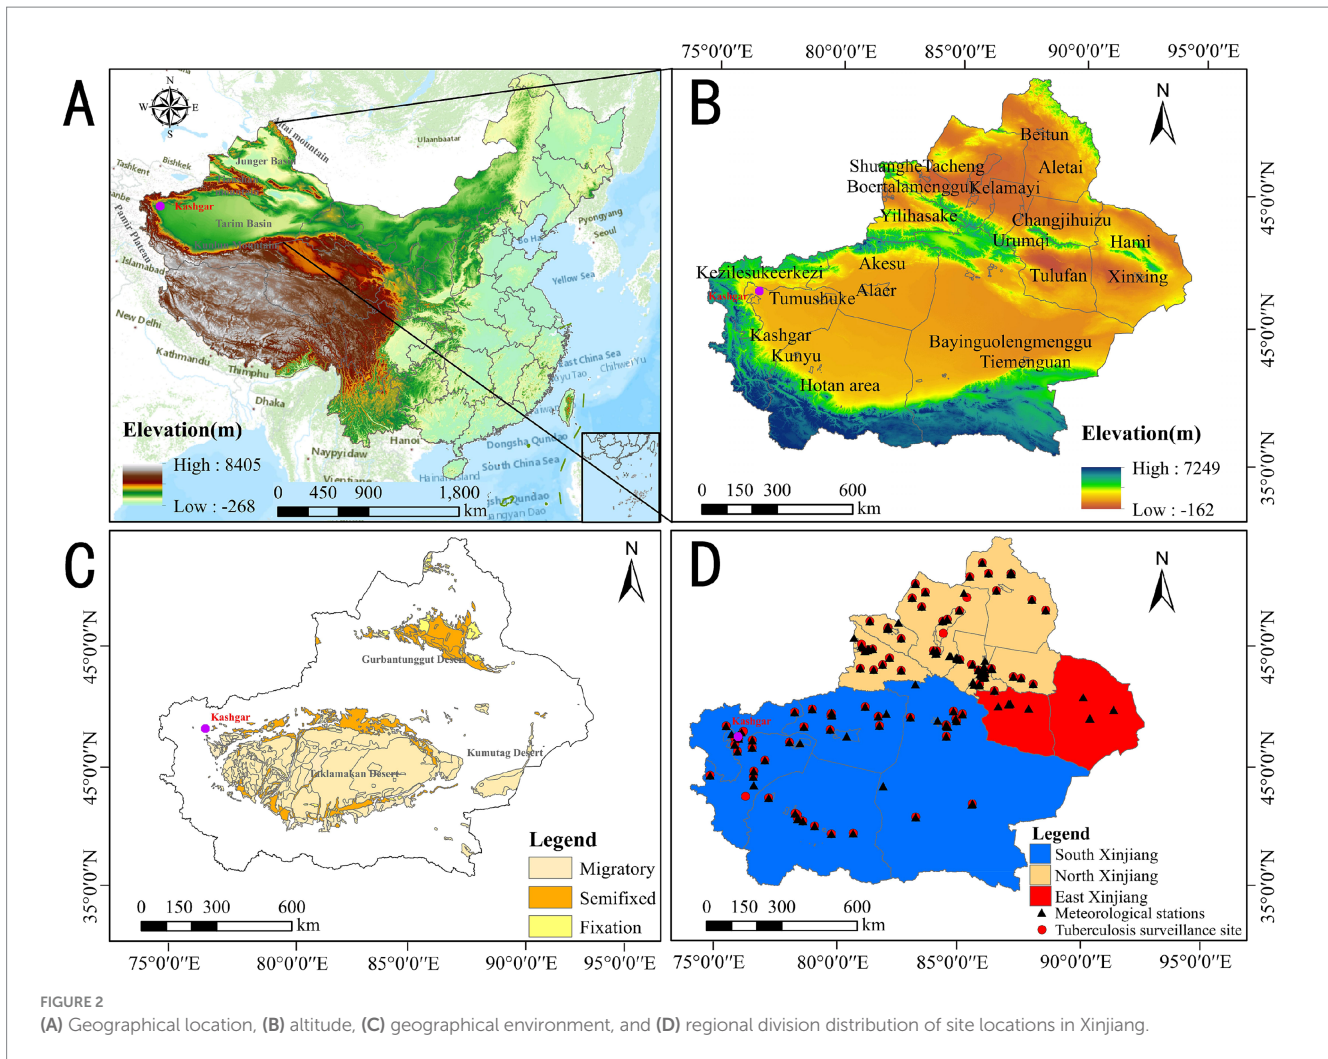 75°0'0"E 80°0'0"E 85°0'0"E 90°0'0"E 95°0'0"E
A
N
W E
S
Altai mountain
Ulaanbaatar
Junger Basin
Bishkek
Tashkent
Kashgar
Tarim Basin
Pamir Plateau
Islamabad
Pyongyang
Seoul
Bo Hai
Yellow Sea
New Delhi
Kathmandu
Thimphu
East China Sea
Chihwei Yu
Dhaka
Hanoi
Naypyidaw
Dongsha Qundao
South China Sea
Hainan Island
Vientiane
Elevation(m)
High : 8405
Low : -268
0 450 900 1,800
km
B
N
Beitun
Shuanghe Tacheng
Aletai
Boertalamenggu Kelamayi
Yilihasake
Changjihuizu
Urumqi
Hami
Akesu
Kezilesukeerkezi
Tulufan
Xinxing
Alaer
Kashgar
Tumushuke
Kashgar
Bayinguolengmenggu
Kunyu
Tiemenguan
Hotan area
Elevation(m)
High : 7249
Low : -162
0 150 300 600
km
45°0'0"N
45°0'0"N
35°0'0"N
C
N
45°0'0"N
45°0'0"N
35°0'0"N
Gurbantunggut Desert
Kashgar
Kumutag Desert
Taklamakan Desert
Legend
Migratory
Semifixed
Fixation
0 150 300 600
km
75°0'0"E 80°0'0"E 85°0'0"E 90°0'0"E 95°0'0"E
D
N
Kashgar
Legend
South Xinjiang
North Xinjiang
East Xinjiang
Meteorological stations
Tuberculosis surveillance site
0 150 300 600
km
45°0'0"N
45°0'0"N
35°0'0"N
75°0'0"E 80°0'0"E 85°0'0"E 90°0'0"E 95°0'0"E
FIGURE 2
(A) Geographical location, (B) altitude, (C) geographical environment, and (D) regional division distribution of site locations in Xinjiang.